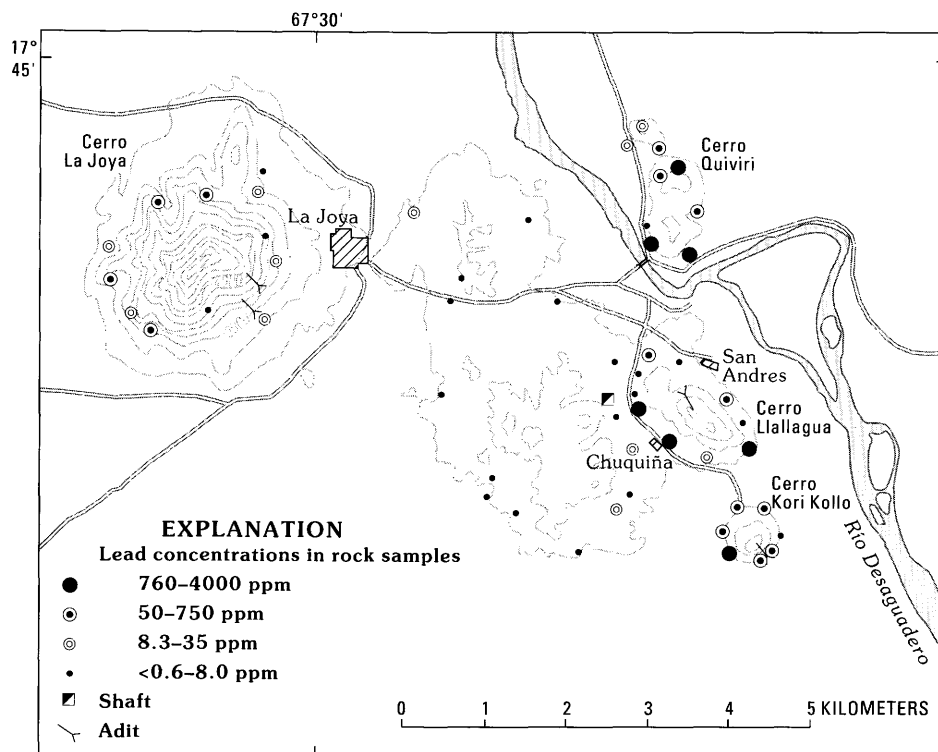 67°30'
17°
45'
Cerro
La Joya
Cerro
Quiviri
La Joya
San
Andres
Cerro
Llallagua
Chuquiña
Cerro
Kori Kollo
Rio Desaguadero
EXPLANATION
Lead concentrations in rock samples
760–4000 ppm
50–750 ppm
8.3–35 ppm
<0.6–8.0 ppm
Shaft
Adit
0 1 2 3 4 5 KILOMETERS